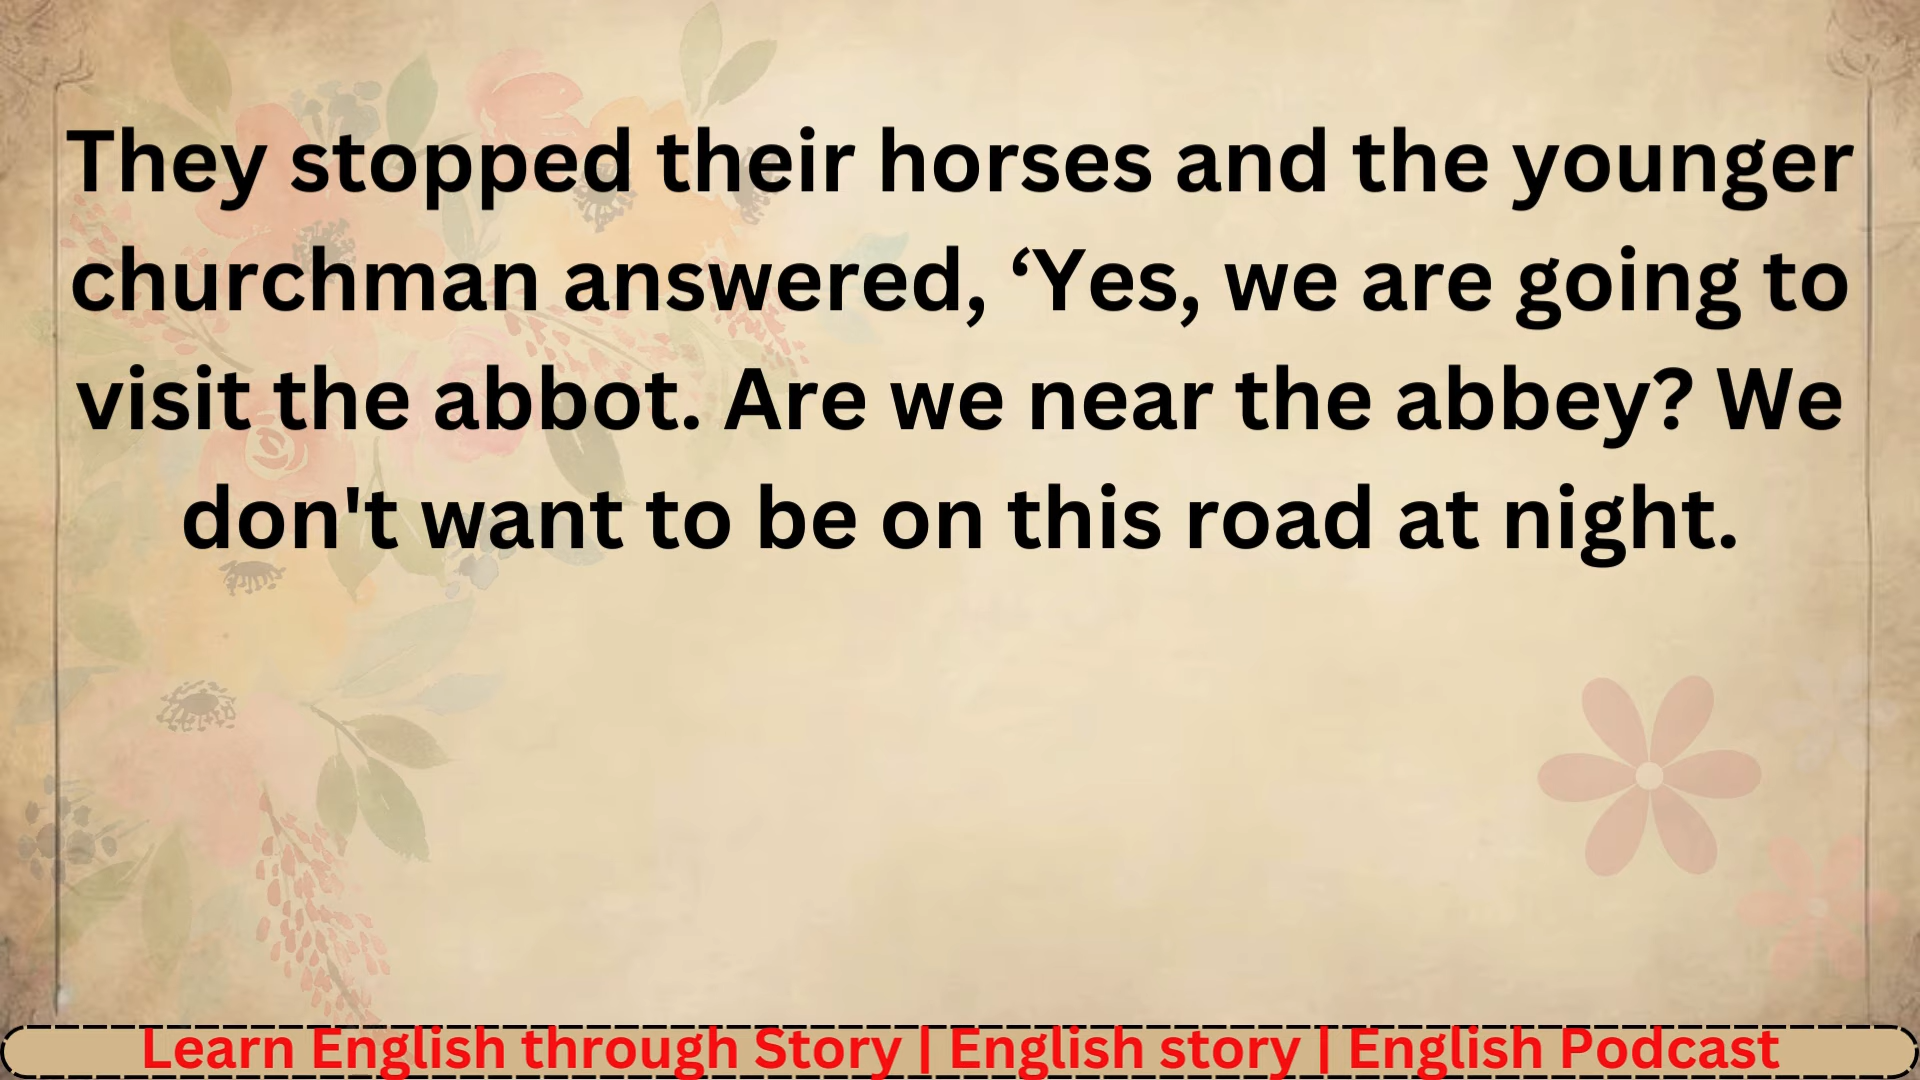 They stopped their horses and the younger
churchman answered, ‘Yes, we are going to
visit the abbot. Are we near the abbey? We
don't want to be on this road at night.
Learn English through Story | English story | English Podcast